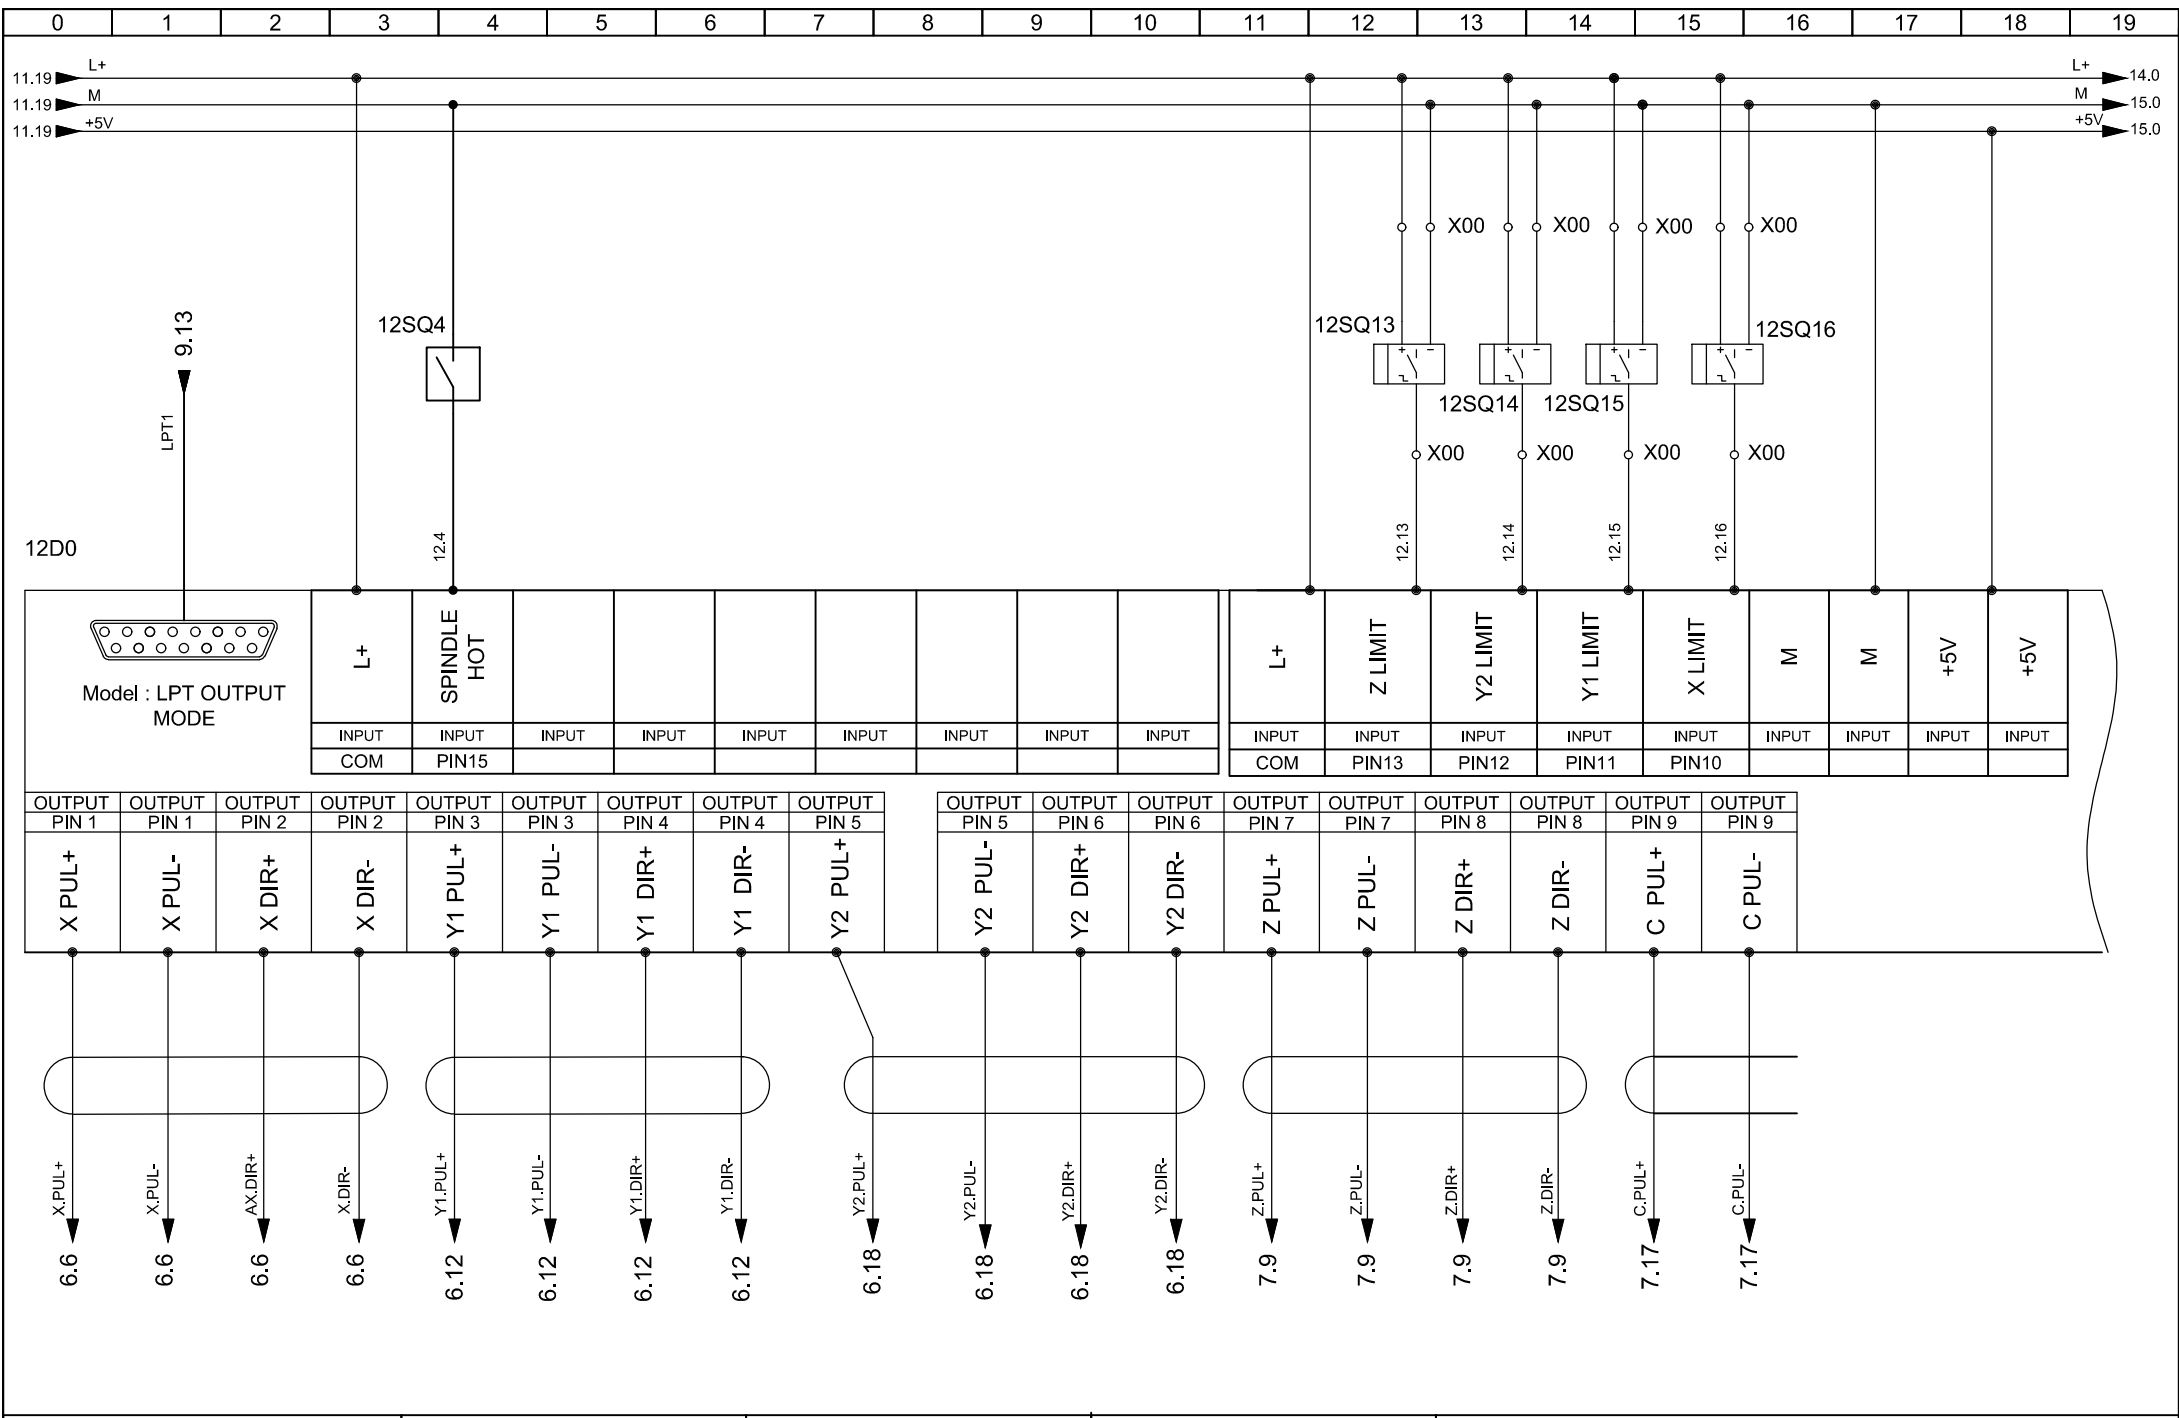 0 1 2 3 4 5 6 7 8 9 10 11 12 13 14 15 16 17 18 19
11.19 L+ L+ 14.0
11.19 M M 15.0
11.19 +5V +5V 15.0
X00 X00 X00 X00
9.13
LPT1
12SQ4
12SQ13
12SQ16
+ - + - + - + -
12SQ14 12SQ15
X00 X00 X00 X00
12.4
12.13 12.14 12.15 12.16
12D0
Model : LPT OUTPUT
MODE
L+
SPINDLE
HOT
L+ Z LIMIT Y2 LIMIT Y1 LIMIT X LIMIT M M +5V +5V
INPUT INPUT INPUT INPUT INPUT INPUT INPUT INPUT INPUT INPUT INPUT INPUT INPUT INPUT INPUT INPUT INPUT INPUT
COM PIN15 COM PIN13 PIN12 PIN11 PIN10
OUTPUT OUTPUT OUTPUT OUTPUT OUTPUT OUTPUT OUTPUT OUTPUT OUTPUT OUTPUT OUTPUT OUTPUT OUTPUT OUTPUT OUTPUT OUTPUT OUTPUT OUTPUT
PIN 1 PIN 1 PIN 2 PIN 2 PIN 3 PIN 3 PIN 4 PIN 4 PIN 5 PIN 5 PIN 6 PIN 6 PIN 7 PIN 7 PIN 8 PIN 8 PIN 9 PIN 9
X PUL+ X PUL- X DIR+ X DIR- Y1 PUL+ Y1 PUL- Y1 DIR+ Y1 DIR- Y2 PUL+ Y2 PUL- Y2 DIR+ Y2 DIR- Z PUL+ Z PUL- Z DIR+ Z DIR- C PUL+ C PUL-
X.PUL+ X.PUL- AX.DIR+ X.DIR- Y1.PUL+ Y1.PUL- Y1.DIR+ Y1.DIR- Y2.PUL+ Y2.PUL- Y2.DIR+ Y2.DIR- Z.PUL+ Z.PUL- Z.DIR+ Z.DIR- C.PUL+ C.PUL-
6.6 6.6 6.6 6.6 6.12 6.12 6.12 6.12 6.18 6.18 6.18 6.18 7.9 7.9 7.9 7.9 7.17 7.17